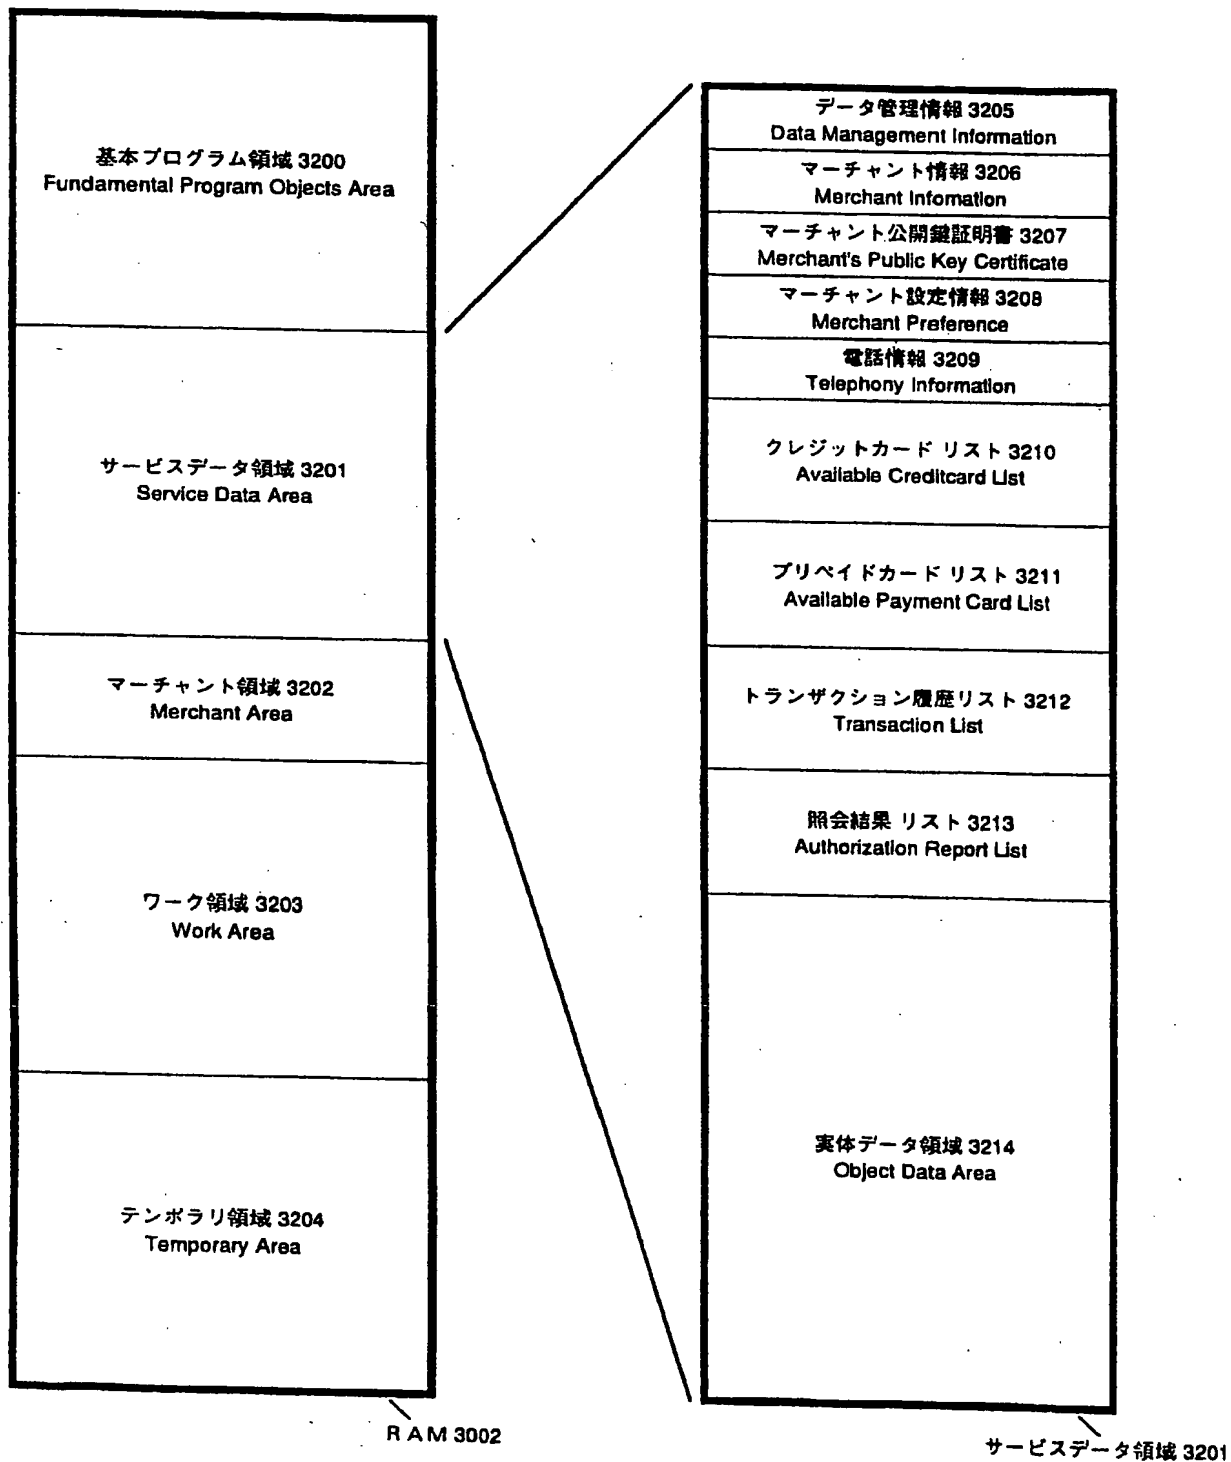 基本プログラム領域 3200
Fundamental Program Objects Area
サービスデータ領域 3201
Service Data Area
マーチャント領域 3202
Merchant Area
ワーク領域 3203
Work Area
テンポラリ領域 3204
Temporary Area
RAM 3002
データ管理情報 3205
Data Management Information
マーチャント情報 3206
Merchant Infomation
マーチャント公開鍵証明書 3207
Merchant's Public Key Certificate
マーチャント設定情報 3208
Merchant Preference
電話情報 3209
Telephony Information
クレジットカード リスト 3210
Available Creditcard List
プリペイドカード リスト 3211
Available Payment Card List
トランザクション履歴リスト 3212
Transaction List
照会結果 リスト 3213
Authorization Report List
実体データ領域 3214
Object Data Area
サービスデータ領域 3201